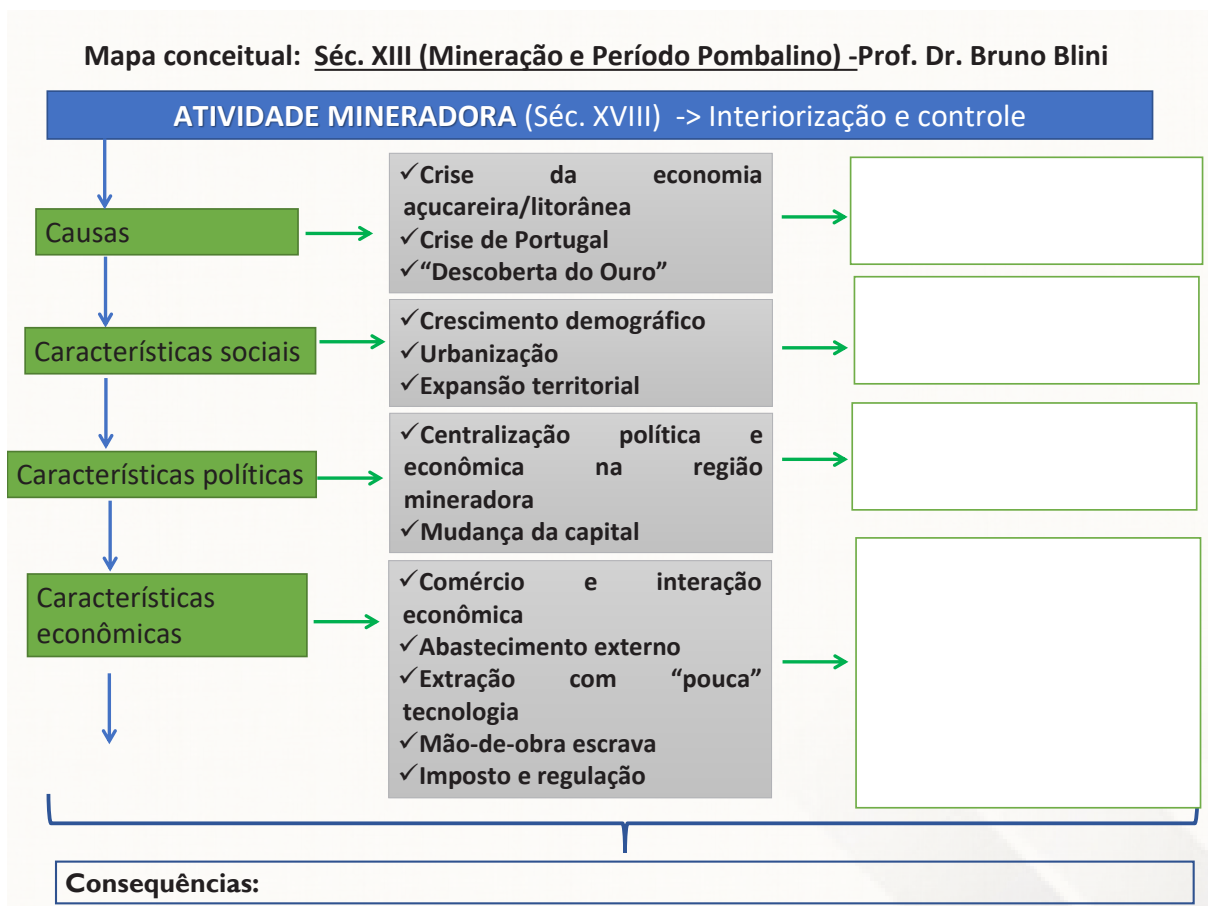 Mapa conceitual: Séc. XIII (Mineração e Período Pombalino) -Prof. Dr. Bruno Blini
ATIVIDADE MINERADORA (Séc. XVIII) -> Interiorização e controle
Causas
✓Crise da economia
açucareira/litorânea
✓Crise de Portugal
✓“Descoberta do Ouro”
Características sociais
✓Crescimento demográfico
✓Urbanização
✓Expansão territorial
Características políticas
✓Centralização política e
econômica na região
mineradora
✓Mudança da capital
Características
econômicas
✓Comércio e interação
econômica
✓Abastecimento externo
✓Extração com “pouca”
tecnologia
✓Mão-de-obra escrava
✓Imposto e regulação
Consequências: